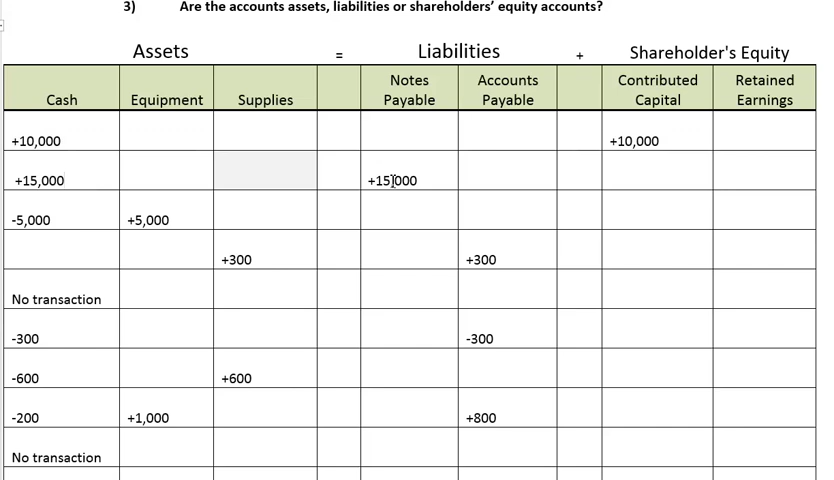 3) Are the accounts assets, liabilities or shareholders’ equity accounts?
Assets = Liabilities + Shareholder's Equity
Cash Equipment Supplies Notes Payable Accounts Payable Contributed Capital Retained Earnings
+10,000 +10,000
+15,000 +15,000
-5,000 +5,000
+300 +300
No transaction
-300 -300
-600 +600
-200 +1,000 +800
No transaction